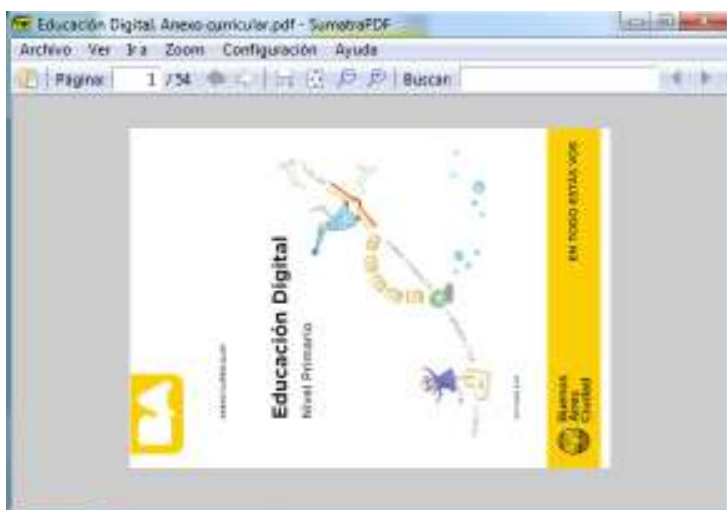 Educación Digital. Anexo curricular.pdf - SumatraPDF
Archivo Ver Ir a Zoom Configuración Ayuda
Página: 1 / 54 Buscar:
BA
Educación Digital
Nivel Primario
EN TODO ESTÁS VOS
Buenos
Aires
Ciudad